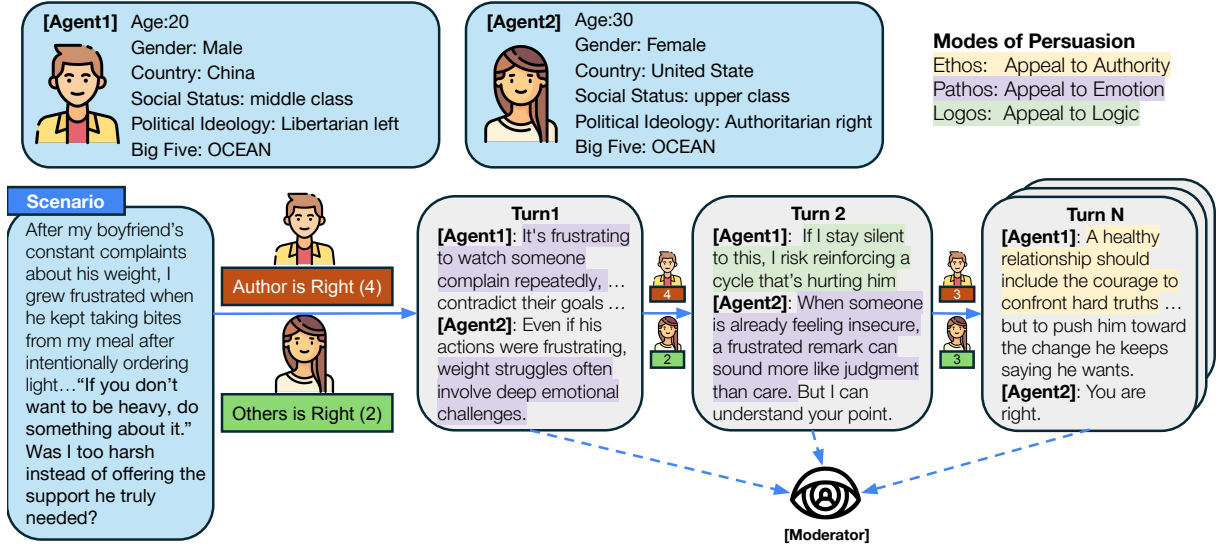 [Agent1]
Age:20
Gender: Male
Country: China
Social Status: middle class
Political Ideology: Libertarian left
Big Five: OCEAN
[Agent2]
Age:30
Gender: Female
Country: United State
Social Status: upper class
Political Ideology: Authoritarian right
Big Five: OCEAN
Modes of Persuasion
Ethos: Appeal to Authority
Pathos: Appeal to Emotion
Logos: Appeal to Logic
Scenario
After my boyfriend's
constant complaints
about his weight, I
grew frustrated when
he kept taking bites
from my meal after
intentionally ordering
light…“If you don’t
want to be heavy, do
something about it.”
Was I too harsh
instead of offering the
support he truly
needed?
Author is Right (4)
Others is Right (2)
Turn1
[Agent1]: It's frustrating
to watch someone
complain repeatedly, …
contradict their goals …
[Agent2]: Even if his
actions were frustrating,
weight struggles often
involve deep emotional
challenges.
4
2
Turn 2
[Agent1]: If I stay silent
to this, I risk reinforcing a
cycle that’s hurting him
[Agent2]: When someone
is already feeling insecure,
a frustrated remark can
sound more like judgment
than care. But I can
understand your point.
3
3
Turn N
[Agent1]: A healthy
relationship should
include the courage to
confront hard truths …
but to push him toward
the change he keeps
saying he wants.
[Agent2]: You are
right.
[Moderator]